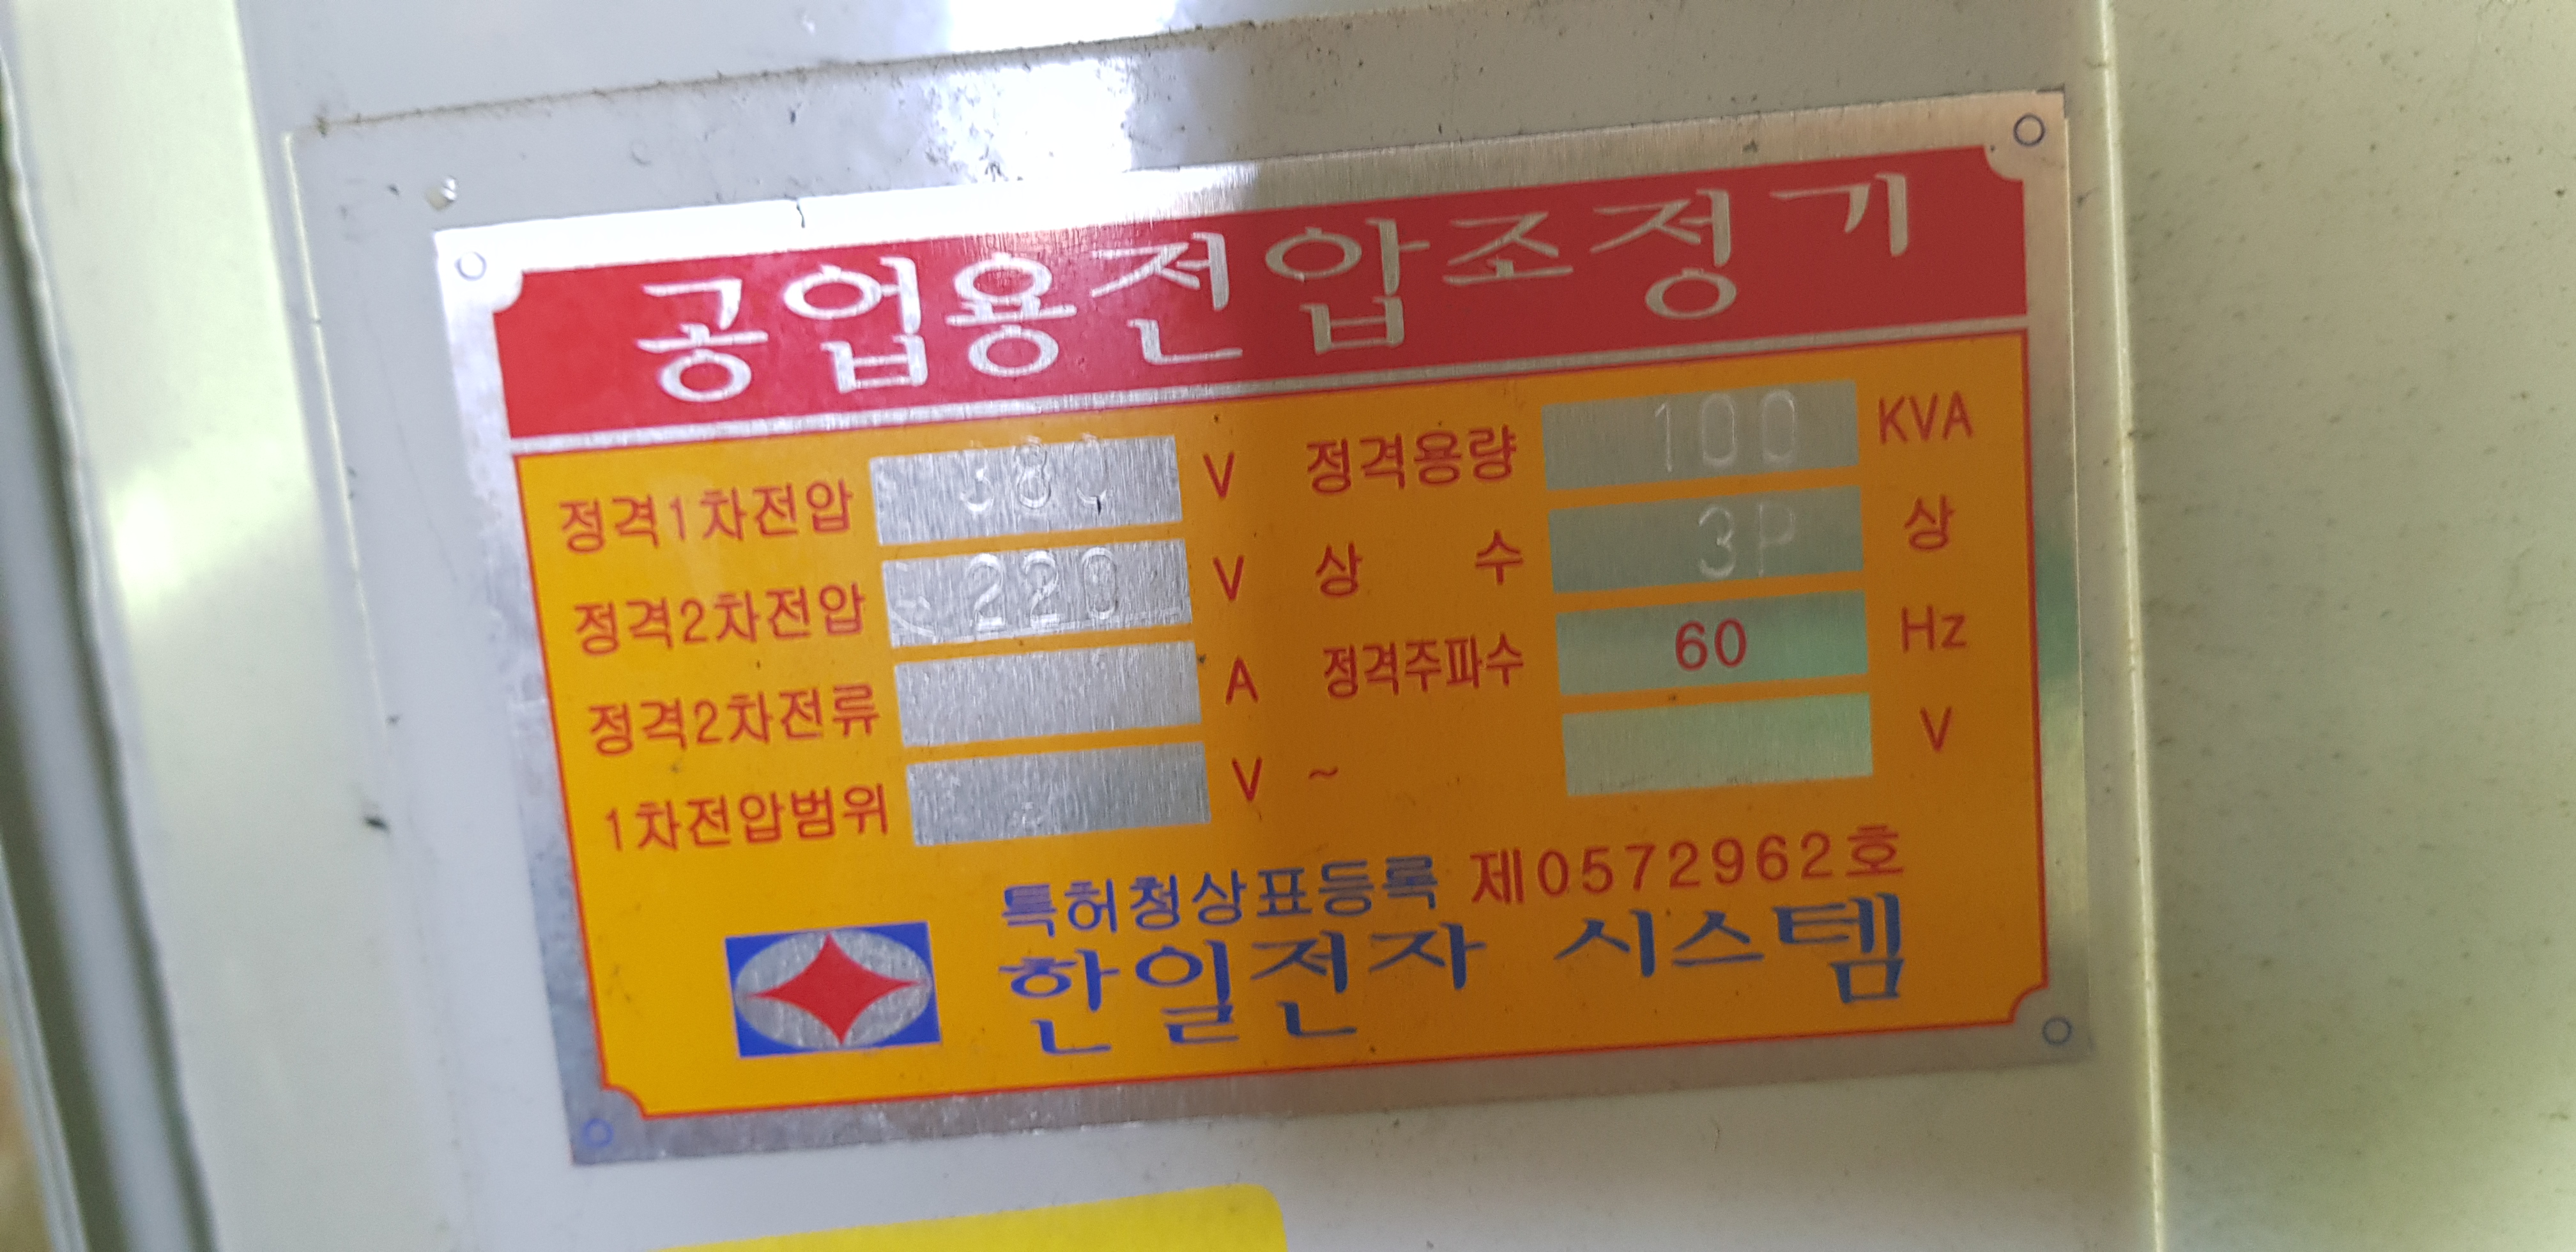 공업용전압조정기
정격1차전압 380 V 정격용량 100 KVA
정격2차전압 220 V 상 수 3P 상
정격2차전류 A 정격주파수 60 Hz
1차전압범위 V ~ V
특허청상표등록 제0572962호
한일전자 시스템